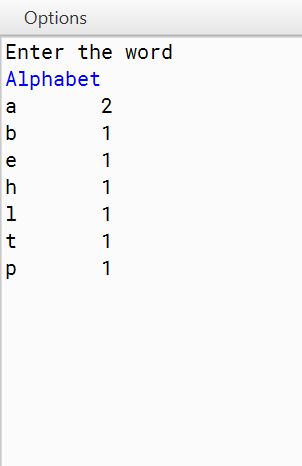 Options
Enter the word
Alphabet
a 2
b 1
e 1
h 1
l 1
t 1
p 1